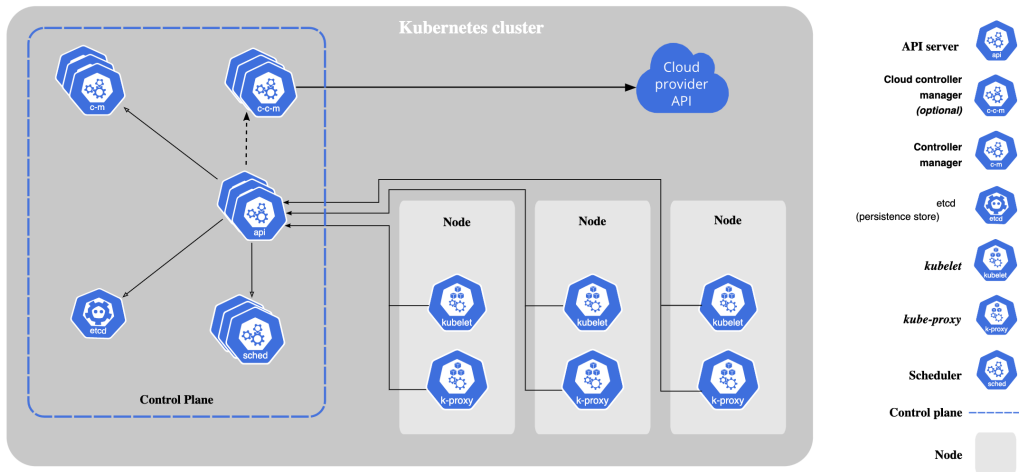 Kubernetes cluster
c-m
c-c-m
Cloud
provider
API
api
etcd
sched
Control Plane
Node
kubelet
k-proxy
Node
kubelet
k-proxy
Node
kubelet
k-proxy
API server
api
Cloud controller
manager
(optional)
c-c-m
Controller
manager
c-m
etcd
(persistence store)
etcd
kubelet
kubelet
kube-proxy
k-proxy
Scheduler
sched
Control plane
Node